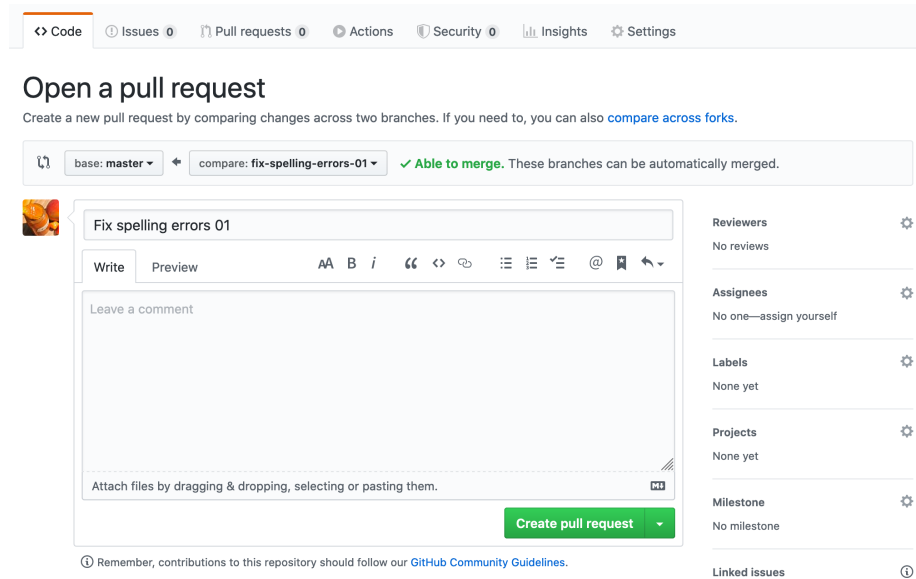 Code Issues 0 Pull requests 0 Actions Security 0 Insights Settings
Open a pull request
Create a new pull request by comparing changes across two branches. If you need to, you can also compare across forks.
base: master compare: fix-spelling-errors-01 Able to merge. These branches can be automatically merged.
Fix spelling errors 01
Write Preview AA B i
Leave a comment
Attach files by dragging & dropping, selecting or pasting them.
Create pull request
Remember, contributions to this repository should follow our GitHub Community Guidelines.
Reviewers
No reviews
Assignees
No one—assign yourself
Labels
None yet
Projects
None yet
Milestone
No milestone
Linked issues